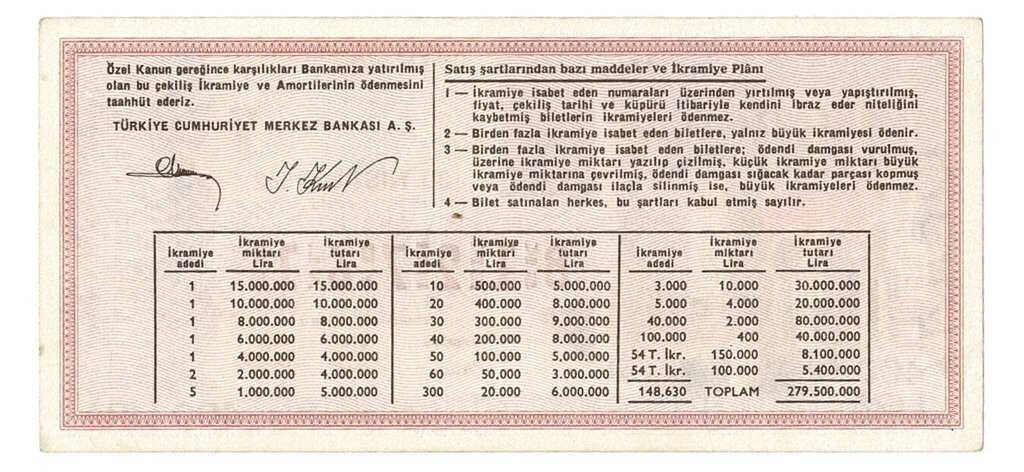 Özel Kanun gereğince karşılıkları Bankamıza yatırılmış
olan bu çekiliş İkramiye ve Amortilerinin ödenmesini
taahhüt ederiz.
TÜRKİYE CUMHURİYET MERKEZ BANKASI A. Ş.
Satış şartlarından bazı maddeler ve İkramiye Plânı
1 — İkramiye isabet eden numaraları üzerinden yırtılmış veya yapıştırılmış,
fiyat, çekiliş tarihi ve küpürü itibariyle kendini ibraz eder niteliğini
kaybetmiş biletlerin ikramiyeleri ödenmez.
2 — Birden fazla ikramiye isabet eden biletlere, yalnız büyük ikramiyesi ödenir.
3 — Birden fazla ikramiye isabet eden biletlere; ödendi damgası vurulmuş,
üzerine ikramiye miktarı yazılıp çizilmiş, küçük ikramiye miktarı büyük
ikramiye miktarına çevrilmiş, ödendi damgası sığacak kadar parçası kopmuş
veya ödendi damgası ilaçla silinmiş ise, büyük ikramiyeleri ödenmez.
4 — Bilet satınalan herkes, bu şartları kabul etmiş sayılır.
İkramiye adedi İkramiye miktarı Lira İkramiye tutarı Lira İkramiye adedi İkramiye miktarı Lira İkramiye tutarı Lira İkramiye adedi İkramiye miktarı Lira İkramiye tutarı Lira
1 15.000.000 15.000.000 10 500.000 5.000.000 3.000 10.000 30.000.000
1 10.000.000 10.000.000 20 400.000 8.000.000 5.000 4.000 20.000.000
1 8.000.000 8,000.000 30 300.000 9.000.000 40.000 2.000 80,000.000
1 6.000.000 6.000.000 40 200.000 8.000.000 100.000 400 40.000.000
1 4.000.000 4.000.000 50 100.000 5.000.000 54 T. İkr. 150.000 8.100.000
2 2.000.000 4.000.000 60 50.000 3.000.000 54 T. İkr. 100.000 5.400.000
5 1.000.000 5.000.000 300 20.000 6.000.000 148.630 TOPLAM 279.500.000